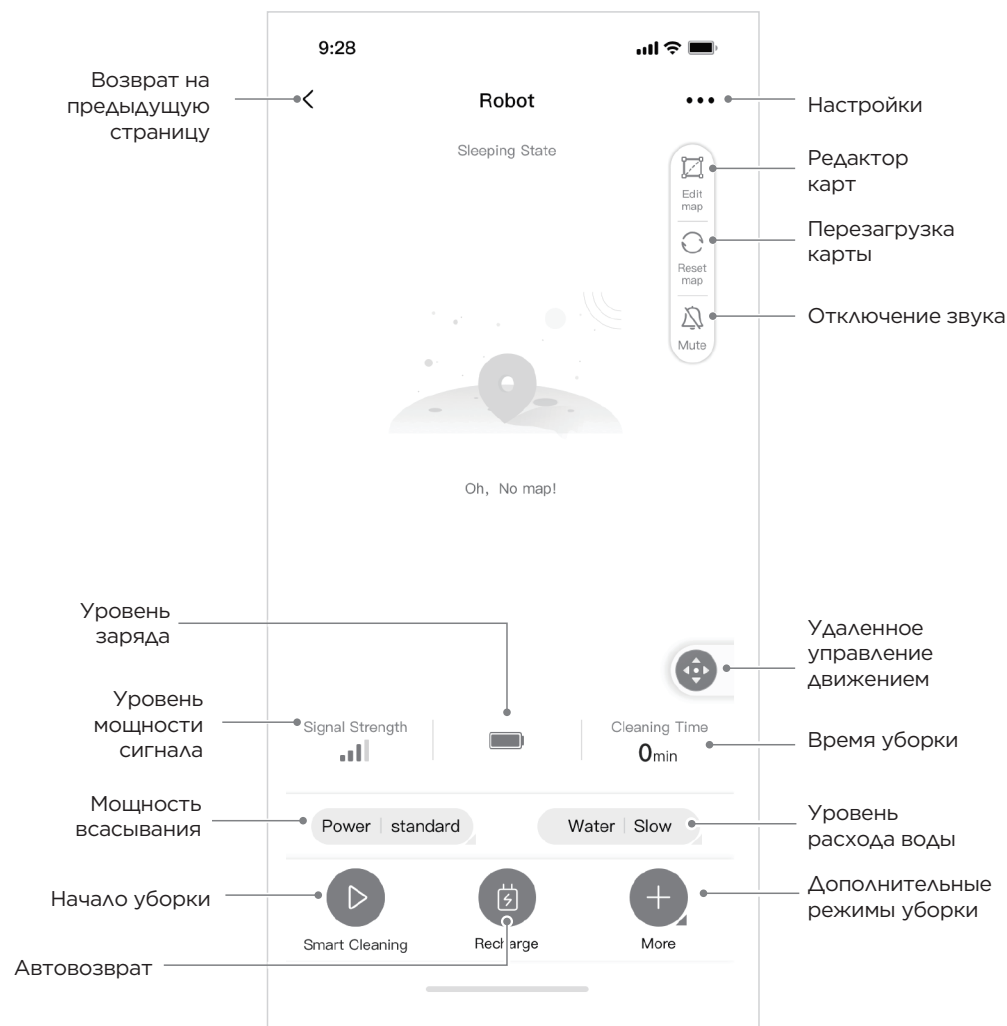 9:28
Возврат на
предыдущую
страницу
Robot
Настройки
Sleeping State
Редактор
карт
Edit
map
Перезагрузка
карты
Reset
map
Отключение звука
Mute
Oh, No map!
Уровень
заряда
Удаленное
управление
движением
Уровень
мощности
сигнала
Signal Strength
Cleaning Time
0min
Время уборки
Мощность
всасывания
Power | standard
Water | Slow
Уровень
расхода воды
Начало уборки
Дополнительные
режимы уборки
Smart Cleaning
Recharge
More
Автовозврат